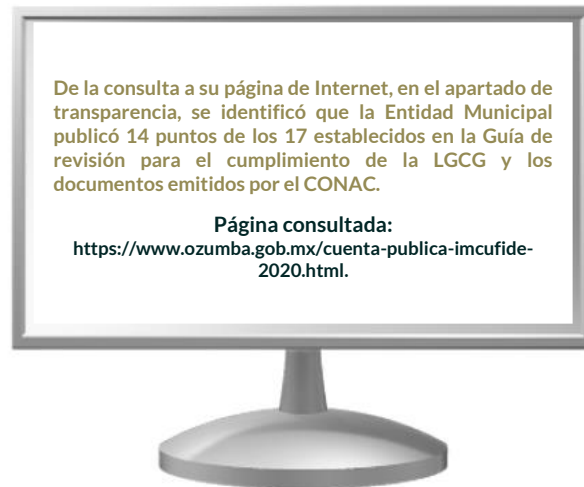 De la consulta a su página de Internet, en el apartado de
transparencia, se identificó que la Entidad Municipal
publicó 14 puntos de los 17 establecidos en la Guía de
revisión para el cumplimiento de la LGCG y los
documentos emitidos por el CONAC.
Página consultada:
https://www.ozumba.gob.mx/cuenta-publica-imcufide-
2020.html.